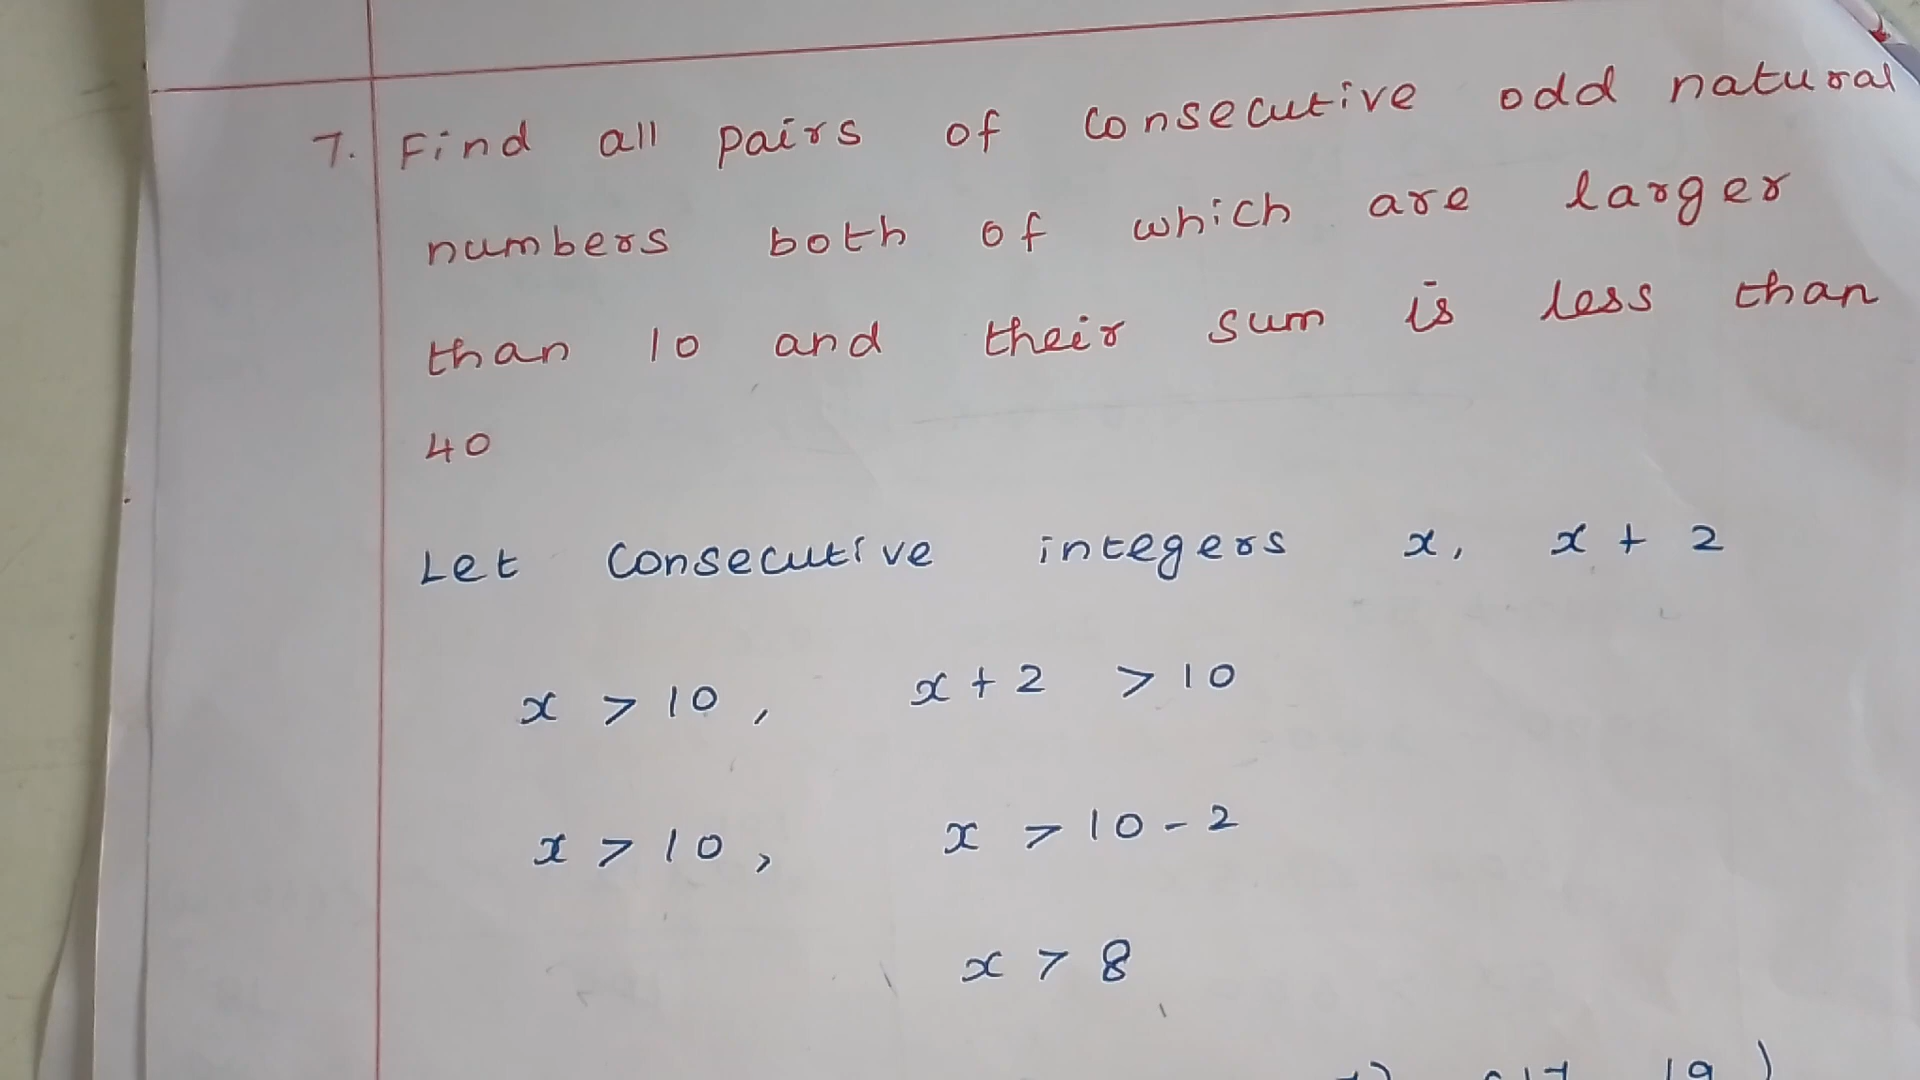 7. Find all pairs of consecutive odd natural
numbers both of which are larger
than 10 and their sum is less than
40
Let consecutive integers x, x + 2
x > 10, x + 2 > 10
x > 10, x > 10 - 2
x > 8
19)